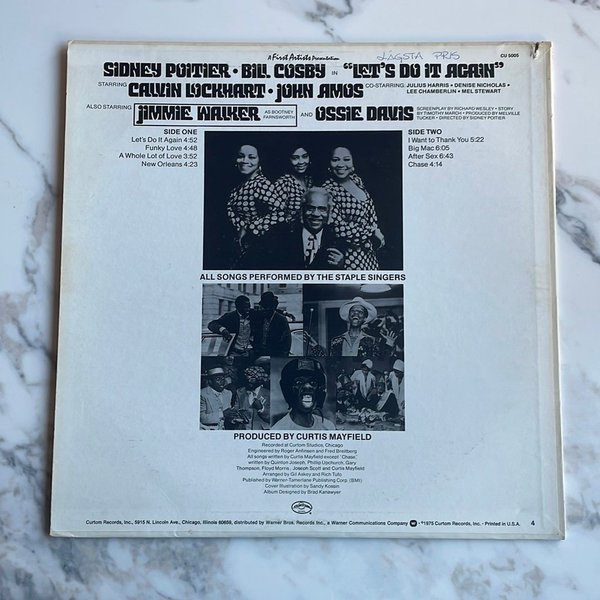 A First Artists Presentation
LÄGSTA PRIS
CU 5005
SIDNEY POITIER • BILL COSBY IN "LET'S DO IT AGAIN"
STARRING CALVIN LOCKHART • JOHN AMOS CO-STARRING: JULIUS HARRIS • DENISE NICHOLAS •
LEE CHAMBERLIN • MEL STEWART
ALSO STARRING JIMMIE WALKER AS BOOTNEY FARNSWORTH AND OSSIE DAVIS SCREENPLAY BY RICHARD WESLEY • STORY
BY TIMOTHY MARCH • PRODUCED BY MELVILLE
TUCKER • DIRECTED BY SIDNEY POITIER
SIDE ONE
Let's Do It Again 4:52
Funky Love 4:48
A Whole Lot of Love 3:52
New Orleans 4:23
SIDE TWO
I Want to Thank You 5:22
Big Mac 6:05
After Sex 6:43
Chase 4:14
ALL SONGS PERFORMED BY THE STAPLE SINGERS
PRODUCED BY CURTIS MAYFIELD
Recorded at Curtom Studios, Chicago
Engineered by Roger Anfinsen and Fred Breitberg
All songs written by Curtis Mayfield except "Chase"
written by Quinton Joseph, Phillip Upchurch, Gary
Thompson, Floyd Morris, Joseph Scott and Curtis Mayfield
Arranged by Gil Askey and Rich Tufo
Published by Warner-Tamerlane Publishing Corp. (BMI)
Cover Illustration by Sandy Kossin
Album Designed by Brad Kanawyer
Curtom Records, Inc., 5915 N. Lincoln Ave., Chicago, Illinois 60659, distributed by Warner Bros. Records Inc., a Warner Communications Company • ℗1975 Curtom Records, Inc. • Printed in U.S.A. 4